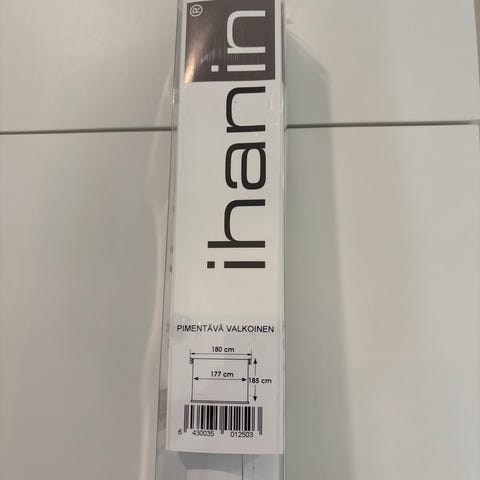 ihanin®
PIMENTÄVÄ VALKOINEN
180 cm
177 cm
185 cm
6 430035 012503